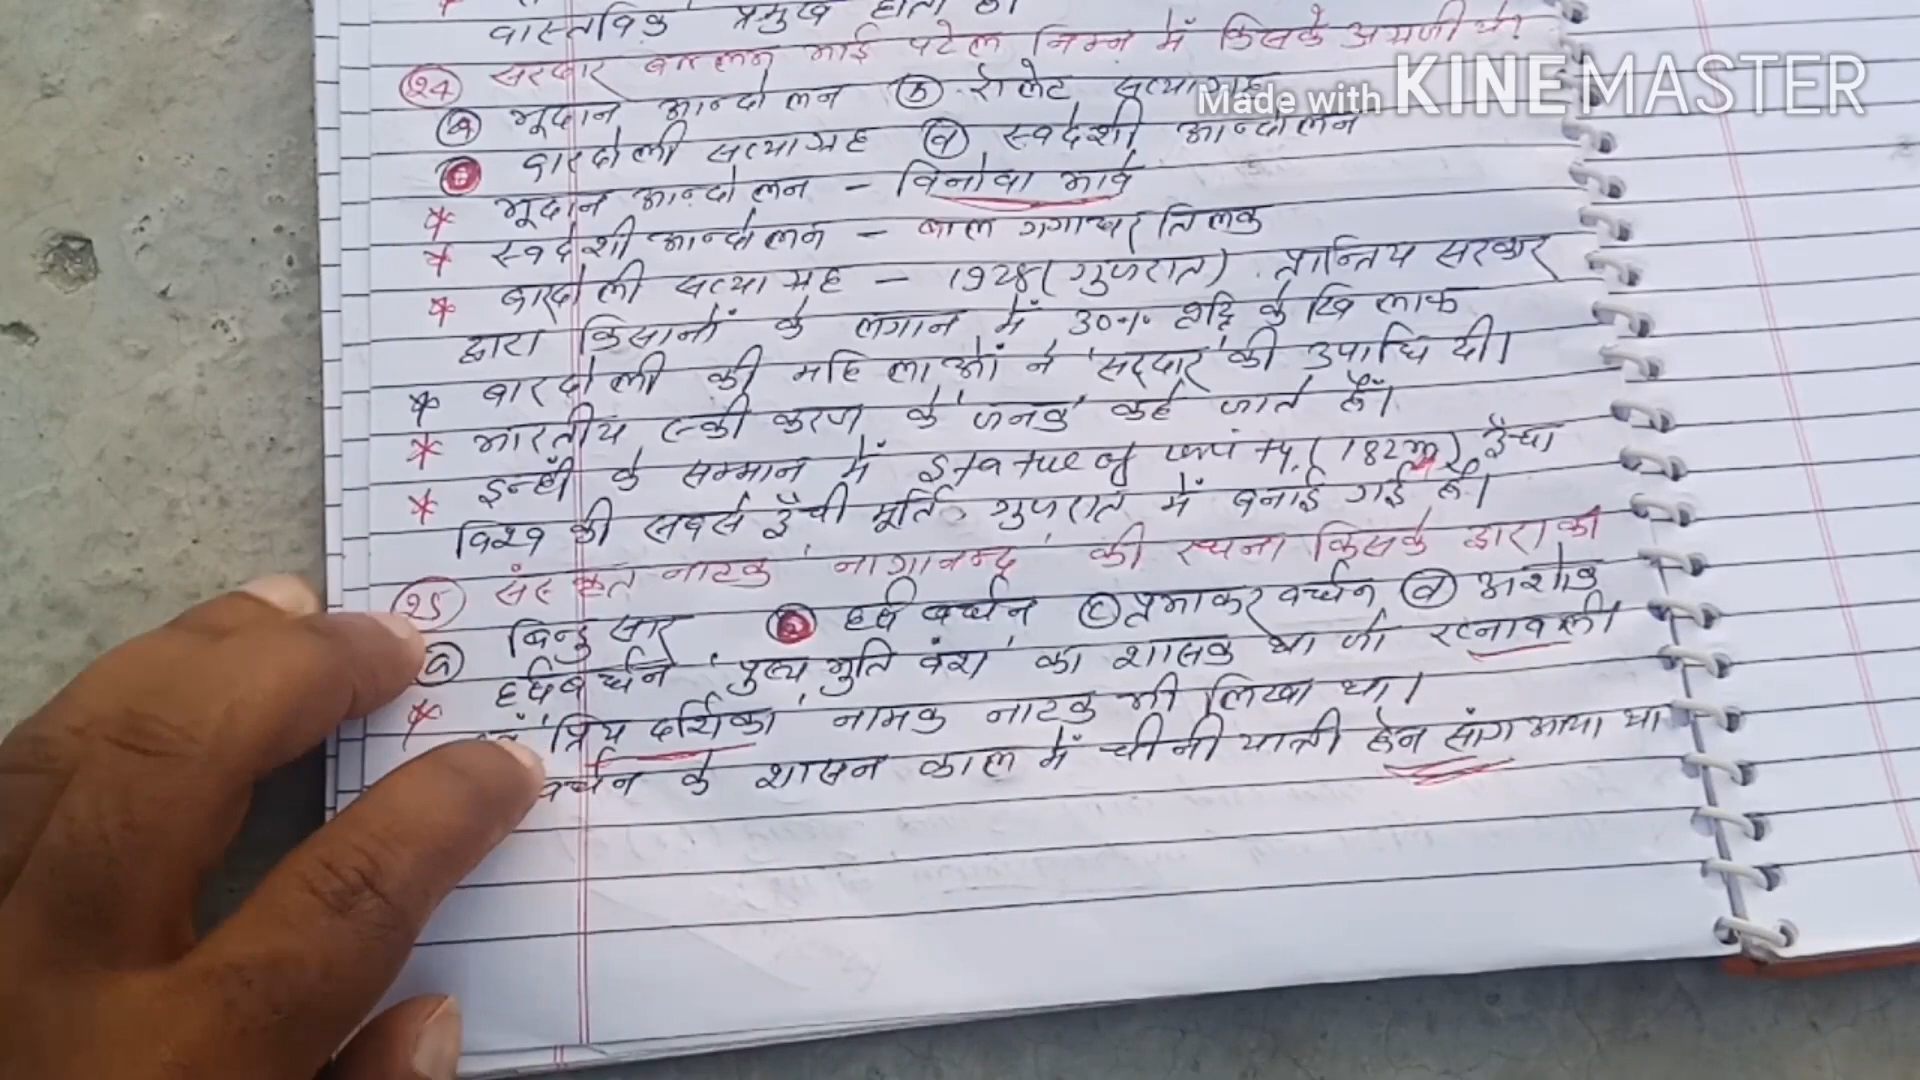 वास्तविक प्रमुख होता है।
24 सरदार बल्लभ भाई पटेल निम्न में किसके अग्रणी थे?
a भूदान आन्दोलन b रौलेट सत्याग्रह
c बारदोली सत्याग्रह d स्वदेशी आन्दोलन
* भूदान आन्दोलन - विनोवा भावे
* स्वदेशी आन्दोलन - बाल गंगाधर तिलक
* बारदोली सत्याग्रह - 1928 (गुजरात) प्रान्तिय सरकार
द्वारा किसानों के लगान में 30% वृद्धि के खिलाफ
* बारदोली की महिलाओं ने 'सरदार' की उपाधि दी।
* भारतीय एकीकरण के 'जनक' कहे जाते हैं।
* इन्हीं के सम्मान में Statue of unity. (182m) ऊँचा
विश्व की सबसे ऊँची मूर्ति गुजरात में बनाई गई है।
25 संस्कृत नाटक 'नागानन्द' की रचना किसके द्वारा की
a बिन्दुसार b हर्षवर्धन c प्रभाकरवर्धन d अशोक
* हर्षवर्धन 'पुष्यभुति वंश' का शासक था जो रत्नावली।
'प्रियदर्शिका' नामक नाटक भी लिखा था।
वर्धन के शासन काल में चीनी यात्री ह्वेनसांग आया था
Made with KINEMASTER